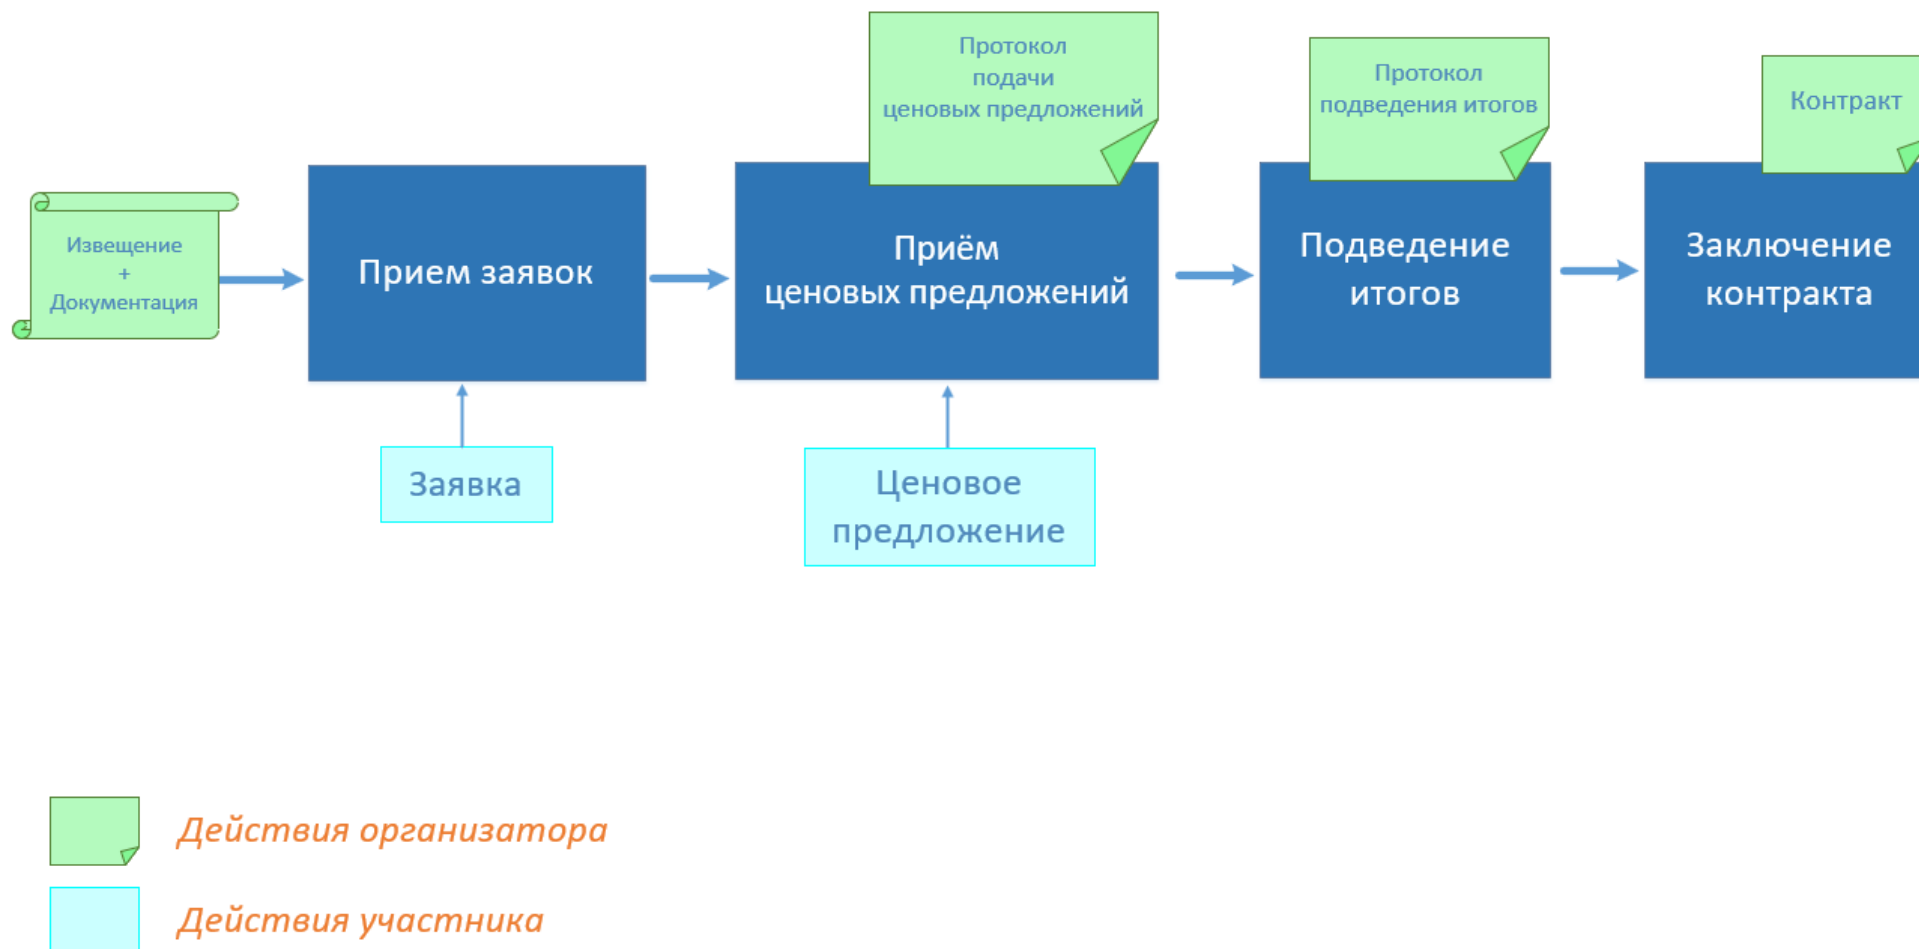 Протокол
подачи
ценовых предложений
Протокол
подведения итогов
Контракт
Извещение
+
Документация
Прием заявок
Приём
ценовых предложений
Подведение
итогов
Заключение
контракта
Заявка
Ценовое
предложение
Действия организатора
Действия участника